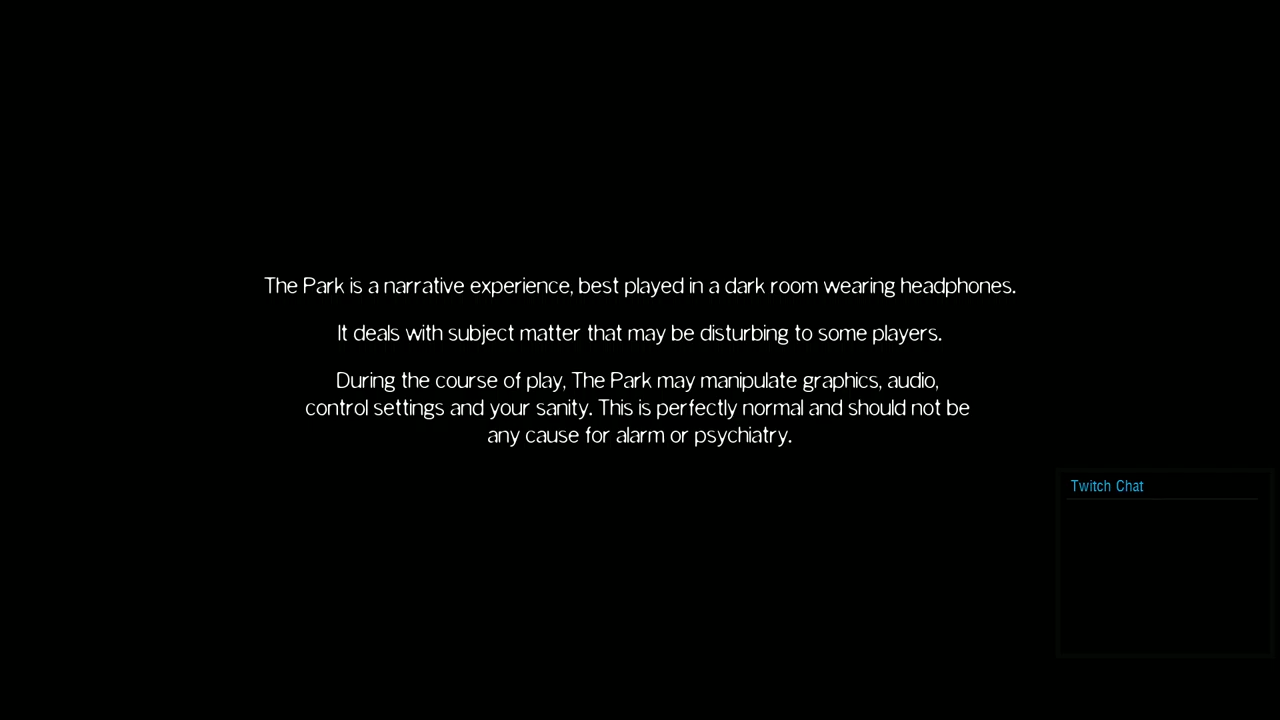 The Park is a narrative experience, best played in a dark room wearing headphones.
It deals with subject matter that may be disturbing to some players.
During the course of play, The Park may manipulate graphics, audio,
control settings and your sanity. This is perfectly normal and should not be
any cause for alarm or psychiatry.
Twitch Chat